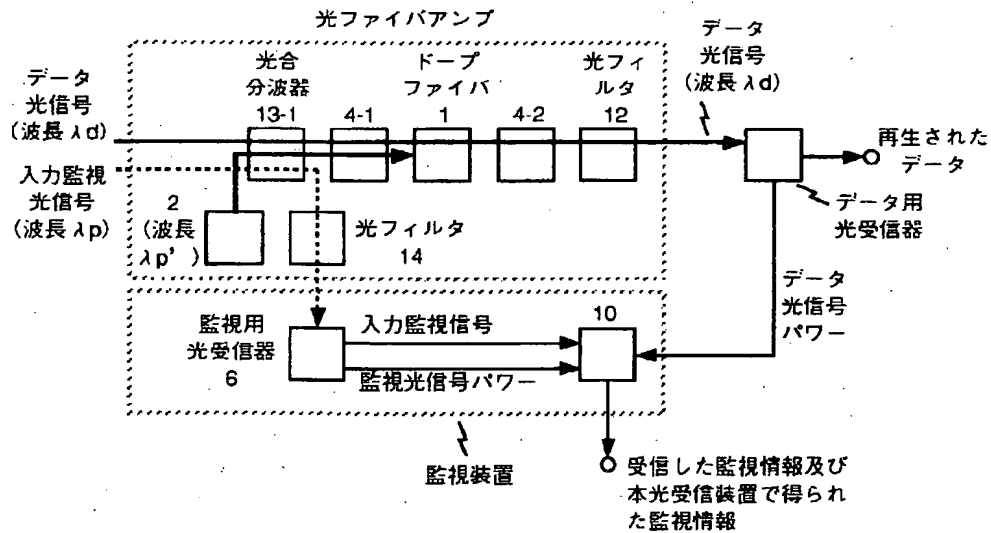 光ファイバアンプ
データ
光信号
(波長λd)
入力監視
光信号
(波長λp)
光合
分波器
13-1
4-1
ドープ
ファイバ
1
4-2
光フィ
ルタ
12
データ
光信号
(波長λd)
再生された
データ
データ用
光受信器
2
(波長
λp’)
光フィルタ
14
データ
光信号
パワー
監視用
光受信器
6
入力監視信号
監視光信号パワー
10
監視装置
受信した監視情報及び
本光受信装置で得られ
た監視情報